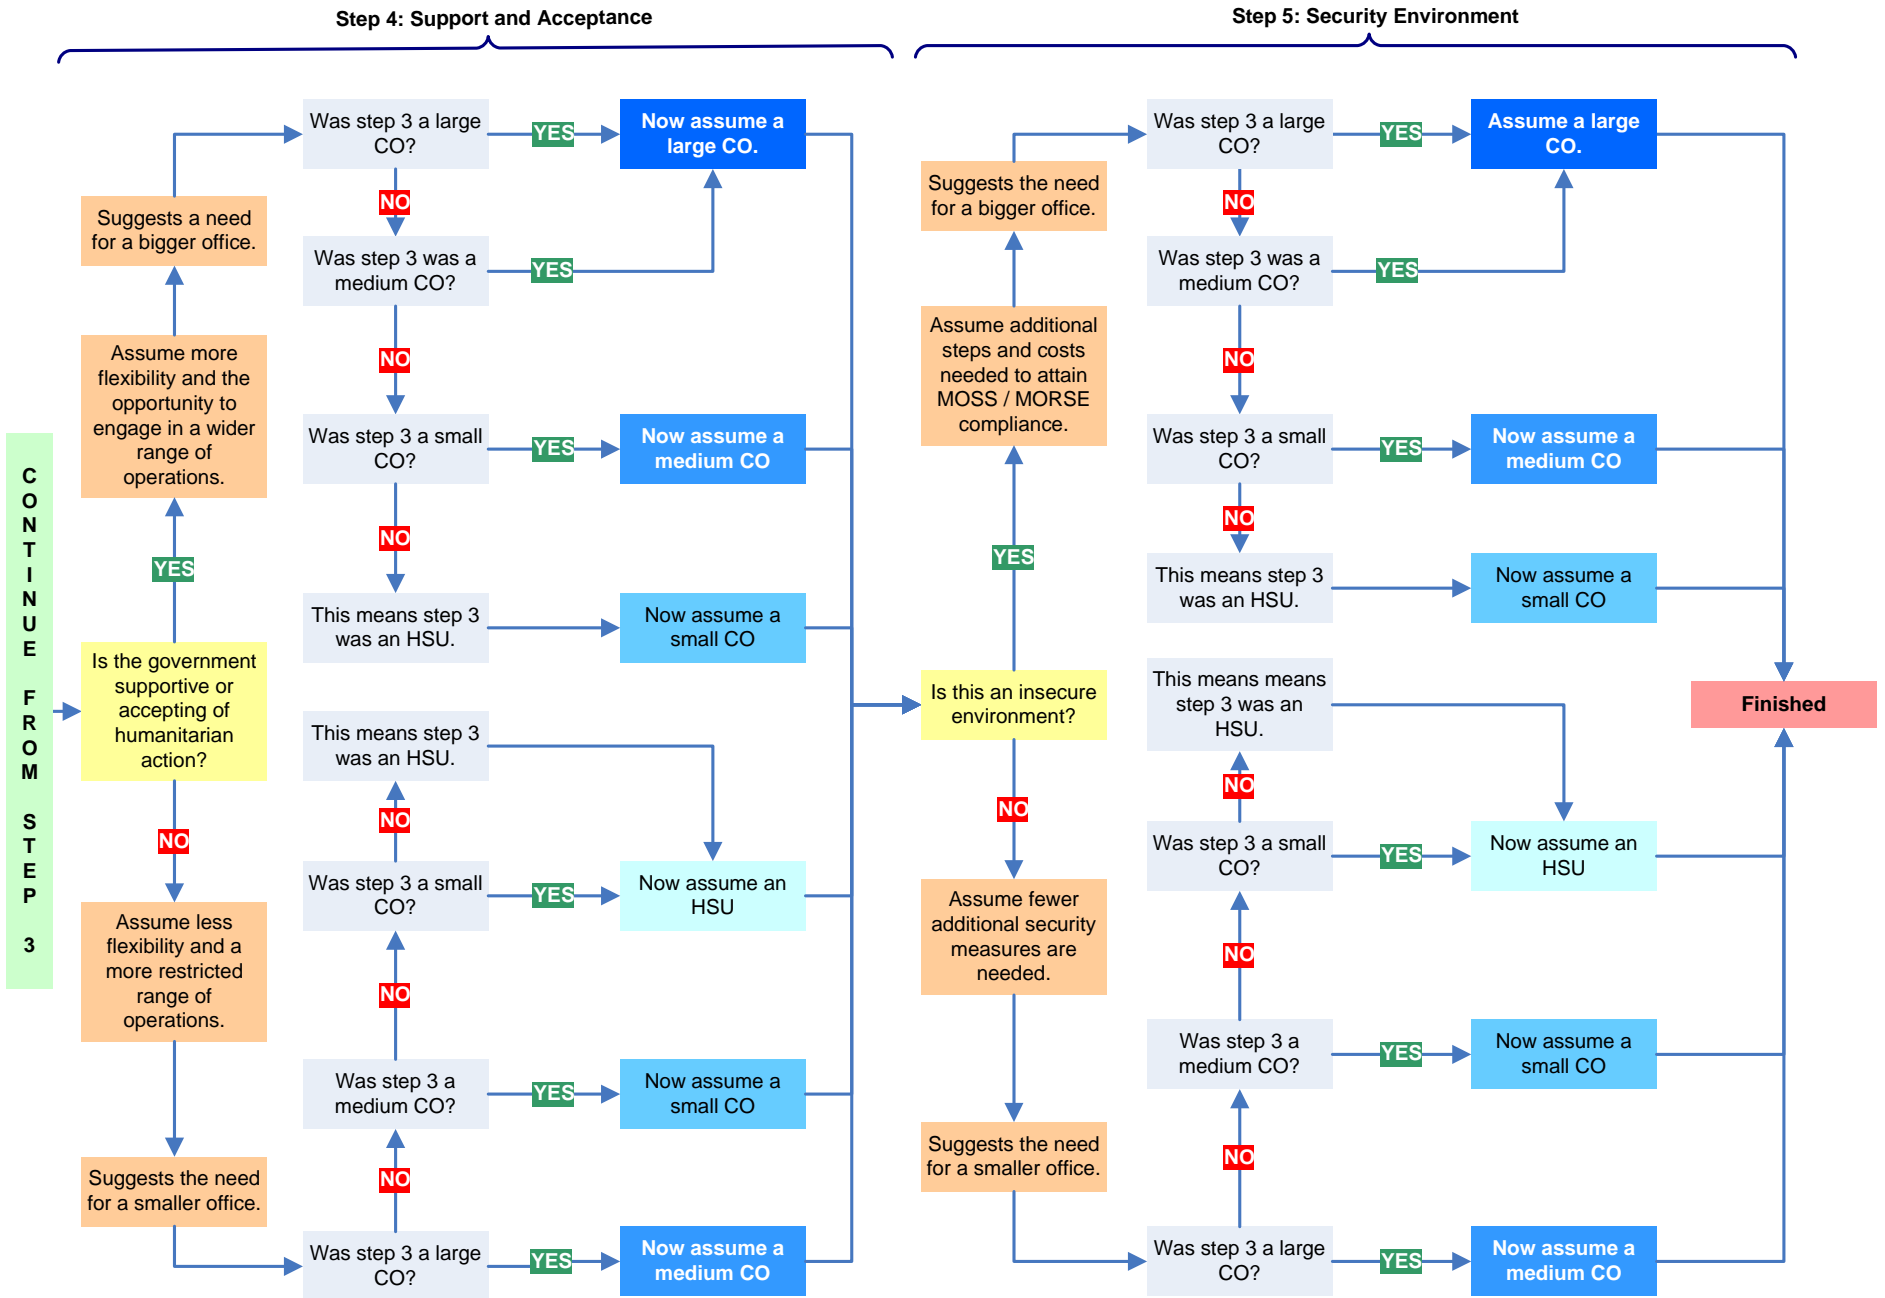 Step 4: Support and Acceptance
Step 5: Security Environment
CONTINUE FROM STEP 3
Is the government
supportive or
accepting of
humanitarian
action?
YES
Assume more
flexibility and the
opportunity to
engage in a wider
range of
operations.
Suggests a need
for a bigger office.
NO
Assume less
flexibility and a
more restricted
range of
operations.
Suggests the need
for a smaller office.
Was step 3 a large
CO?
YES
Now assume a
large CO.
NO
Was step 3 was a
medium CO?
YES
NO
Was step 3 a small
CO?
YES
Now assume a
medium CO
NO
This means step 3
was an HSU.
Now assume a
small CO
This means step 3
was an HSU.
NO
Was step 3 a small
CO?
YES
Now assume an
HSU
NO
Was step 3 a
medium CO?
YES
Now assume a
small CO
NO
Was step 3 a large
CO?
YES
Now assume a
medium CO
Is this an insecure
environment?
YES
Assume additional
steps and costs
needed to attain
MOSS / MORSE
compliance.
Suggests the need
for a bigger office.
NO
Assume fewer
additional security
measures are
needed.
Suggests the need
for a smaller office.
Was step 3 a large
CO?
YES
Assume a large
CO.
NO
Was step 3 was a
medium CO?
YES
NO
Was step 3 a small
CO?
YES
Now assume a
medium CO
NO
This means step 3
was an HSU.
Now assume a
small CO
This means means
step 3 was an
HSU.
NO
Was step 3 a small
CO?
YES
Now assume an
HSU
NO
Was step 3 a
medium CO?
YES
Now assume a
small CO
NO
Was step 3 a large
CO?
YES
Now assume a
medium CO
Finished